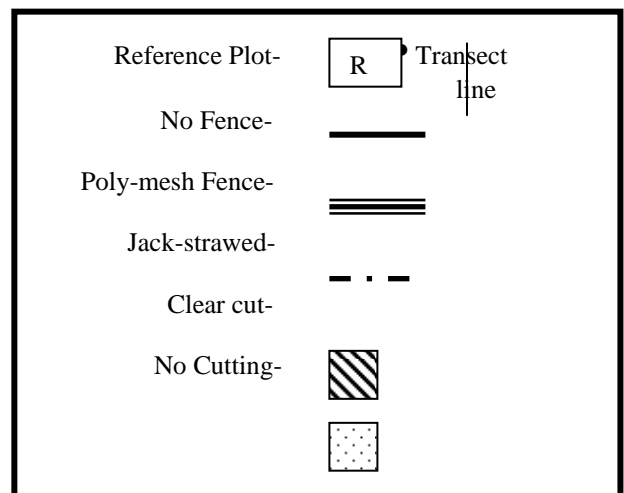 Reference Plot- R Transect
line
No Fence-
Poly-mesh Fence-
Jack-strawed-
Clear cut-
No Cutting-